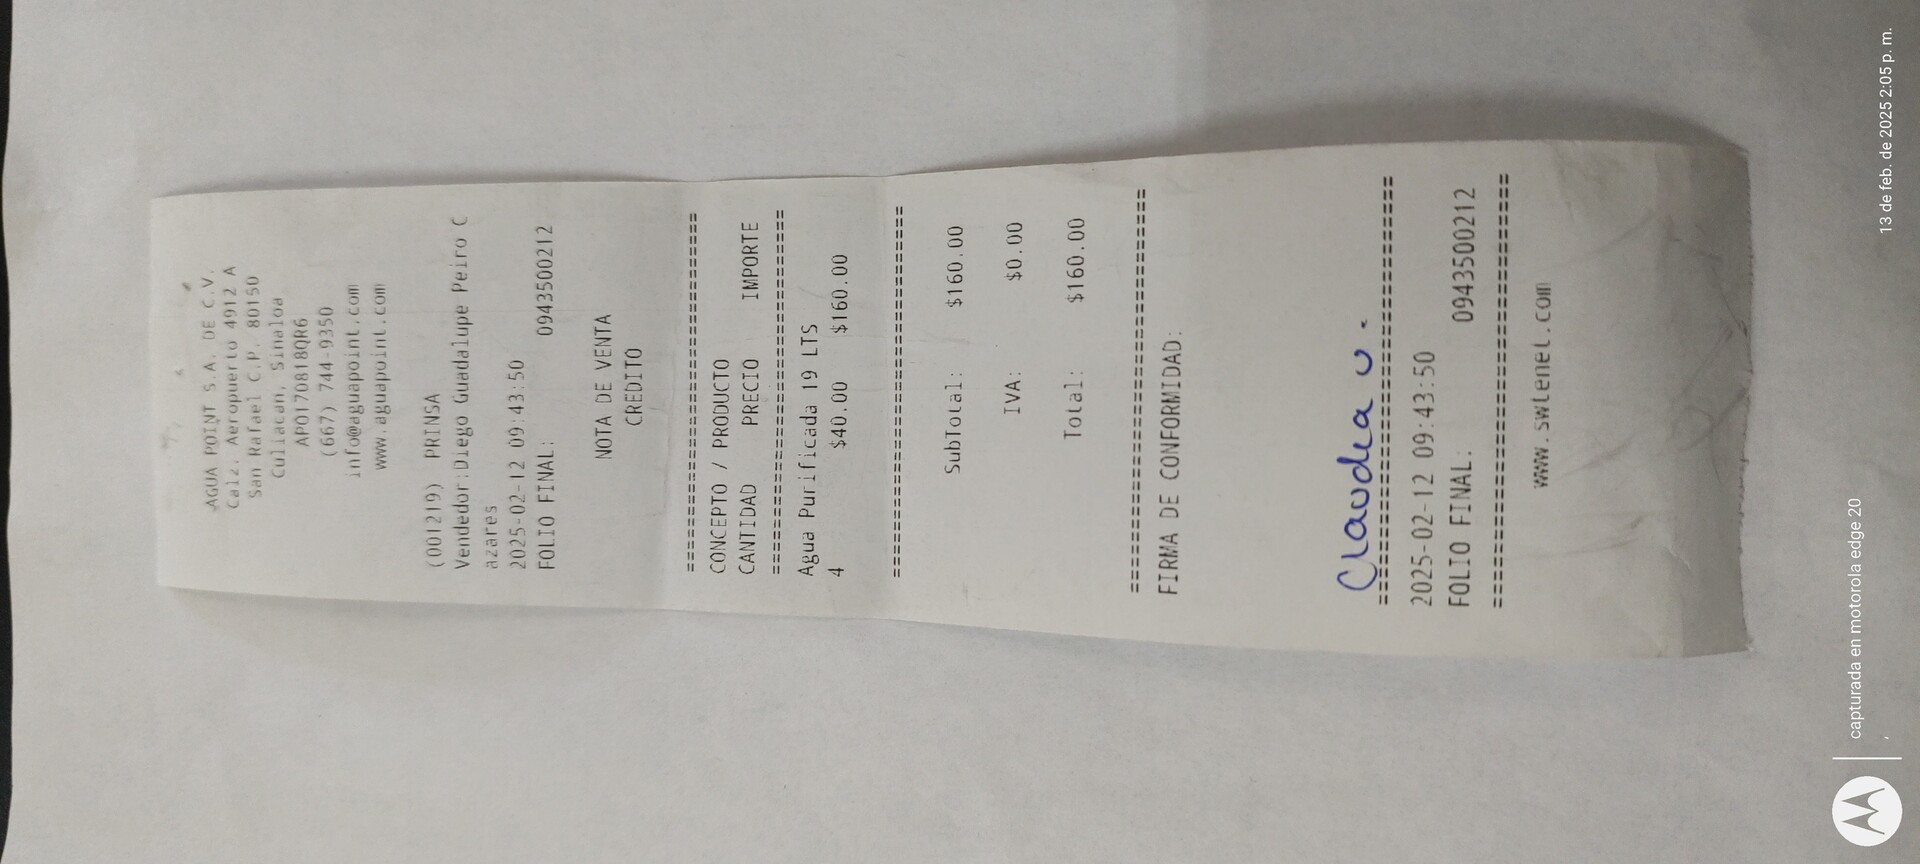 AGUA POINT S.A. DE C.V.
Calz. Aeropuerto 4912 A
San Rafael C.P. 80150
Culiacan, Sinaloa
APO170818QR6
(667) 744-9350
info@aguapoint.com
www.aguapoint.com
(001219) PRINSA
Vendedor:Diego Guadalupe Peiro C
azares
2025-02-12 09:43:50
FOLIO FINAL: 0943500212
NOTA DE VENTA
CREDITO
================================
CONCEPTO / PRODUCTO
CANTIDAD PRECIO IMPORTE
================================
Agua Purificada 19 LTS
4 $40.00 $160.00
================================
SubTotal: $160.00
IVA: $0.00
Total: $160.00
================================
FIRMA DE CONFORMIDAD:
Claudia v.
================================
2025-02-12 09:43:50
FOLIO FINAL: 0943500212
================================
www.swlenel.com
capturada en motorola edge 20
13 de feb. de 2025 2:05 p. m.